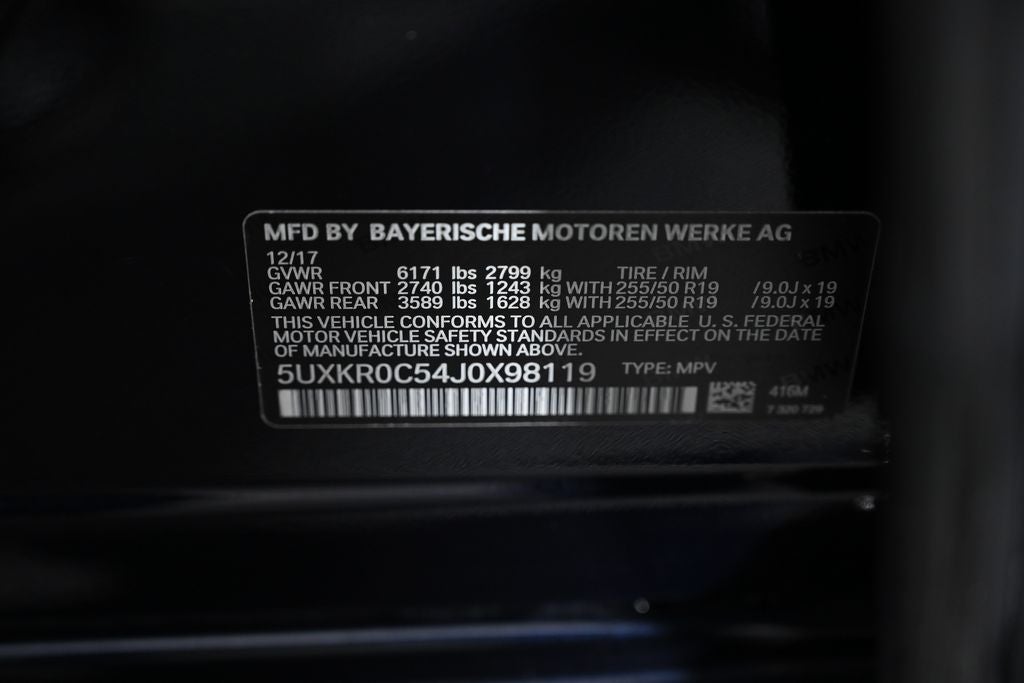 MFD BY BAYERISCHE MOTOREN WERKE AG
12/17
GVWR 6171 lbs 2799 kg TIRE / RIM
GAWR FRONT 2740 lbs 1243 kg WITH 255/50 R19 /9.0J x 19
GAWR REAR 3589 lbs 1628 kg WITH 255/50 R19 /9.0J x 19
THIS VEHICLE CONFORMS TO ALL APPLICABLE U. S. FEDERAL
MOTOR VEHICLE SAFETY STANDARDS IN EFFECT ON THE DATE
OF MANUFACTURE SHOWN ABOVE.
5UXKR0C54J0X98119 TYPE: MPV
416M
7 320 729